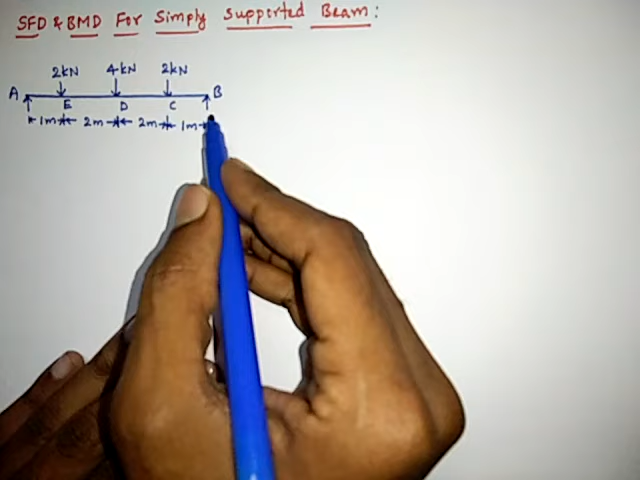 SFD & BMD For Simply Supported Beam:
2kN 4kN 2kN
A B
E D C
1m 2m 2m 1m